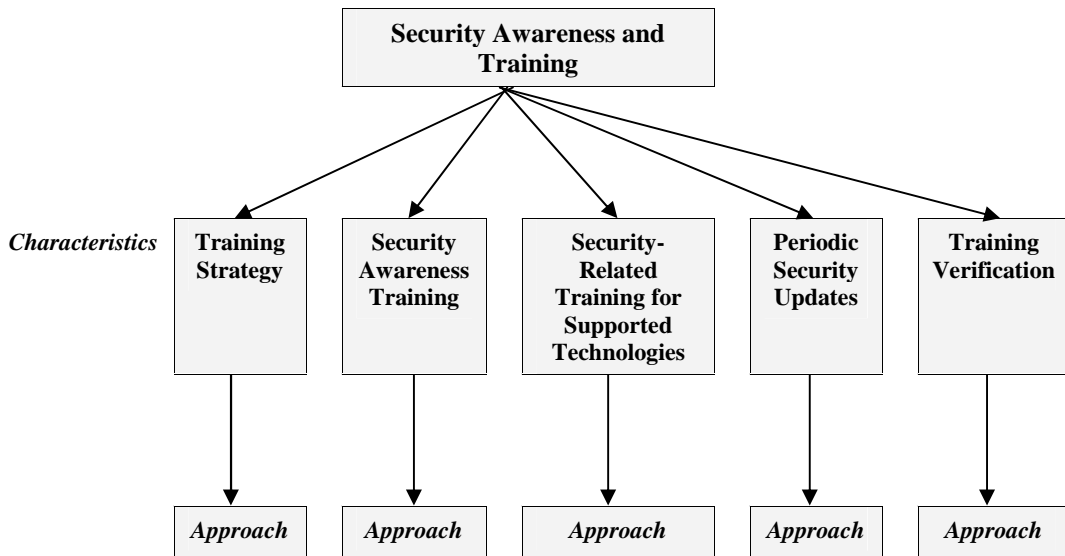 Security Awareness and
Training
Characteristics
Training
Strategy
Security
Awareness
Training
Security-
Related
Training for
Supported
Technologies
Periodic
Security
Updates
Training
Verification
Approach
Approach
Approach
Approach
Approach